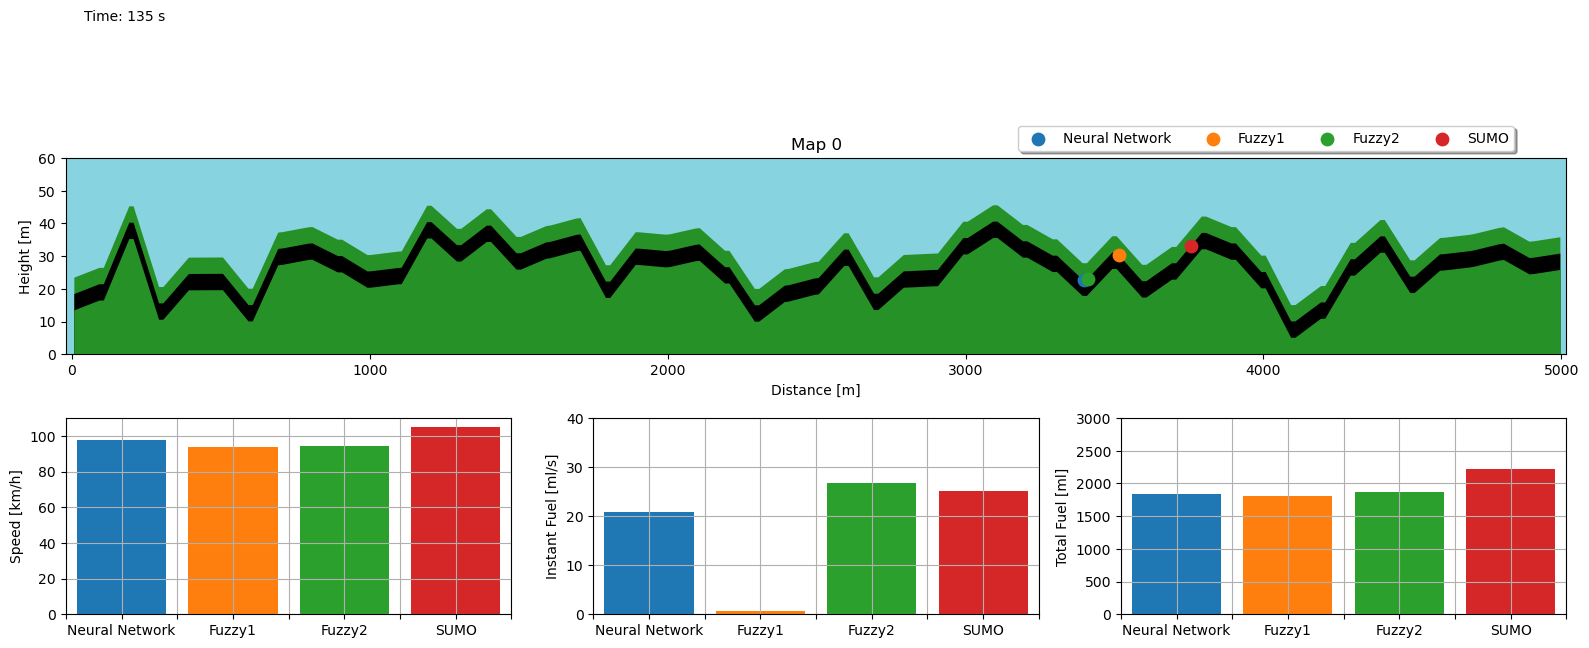 Time: 135 s
Neural Network Fuzzy1 Fuzzy2 SUMO
Map 0
Height [m]
60
50
40
30
20
10
0
0 1000 2000 3000 4000 5000
Distance [m]
Speed [km/h]
100
80
60
40
20
0
Neural Network Fuzzy1 Fuzzy2 SUMO
Instant Fuel [ml/s]
40
30
20
10
0
Neural Network Fuzzy1 Fuzzy2 SUMO
Total Fuel [ml]
3000
2500
2000
1500
1000
500
0
Neural Network Fuzzy1 Fuzzy2 SUMO